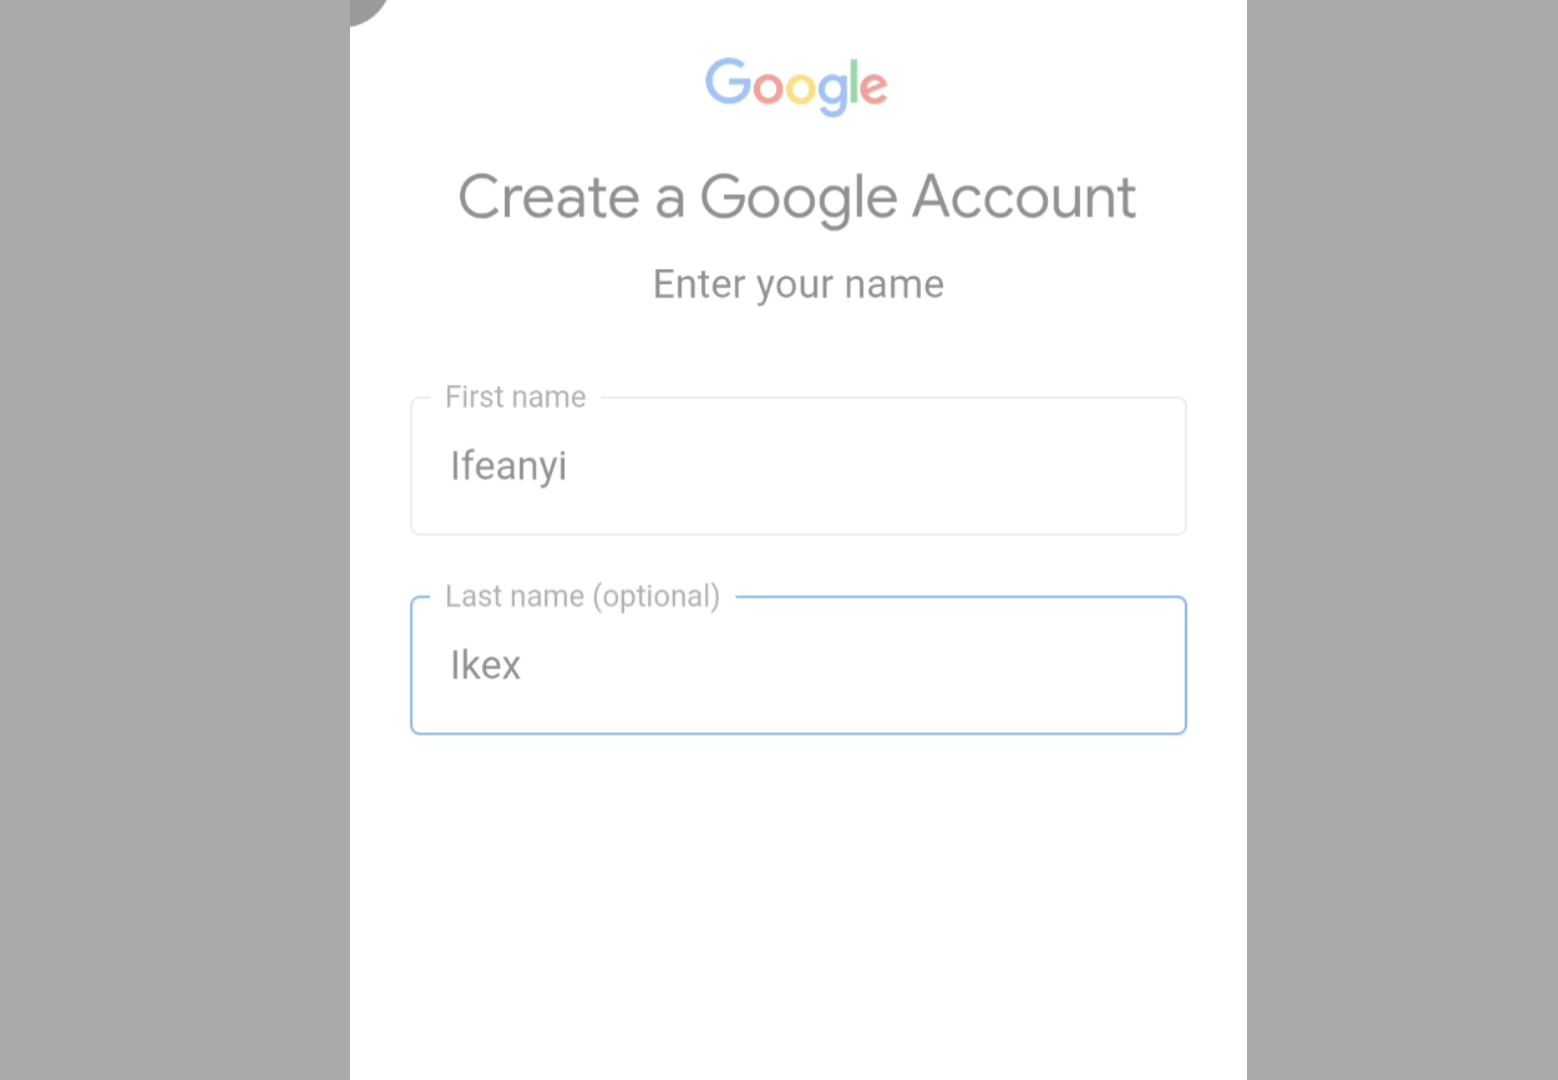 Google
Create a Google Account
Enter your name
First name
Ifeanyi
Last name (optional)
Ikex